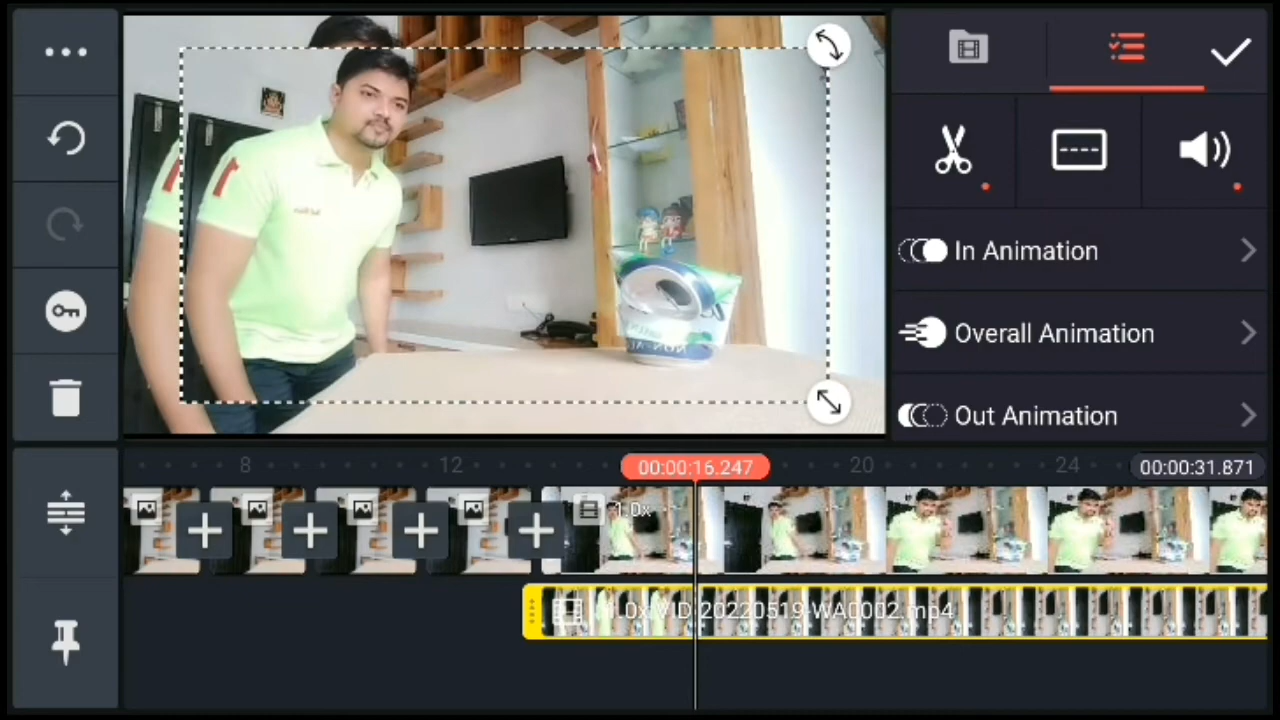 In Animation
Overall Animation
Out Animation
8
12
00:00:16.247
20
24
00:00:31.871
1.0x
1.0x VID 20220519-WA0002.mp4